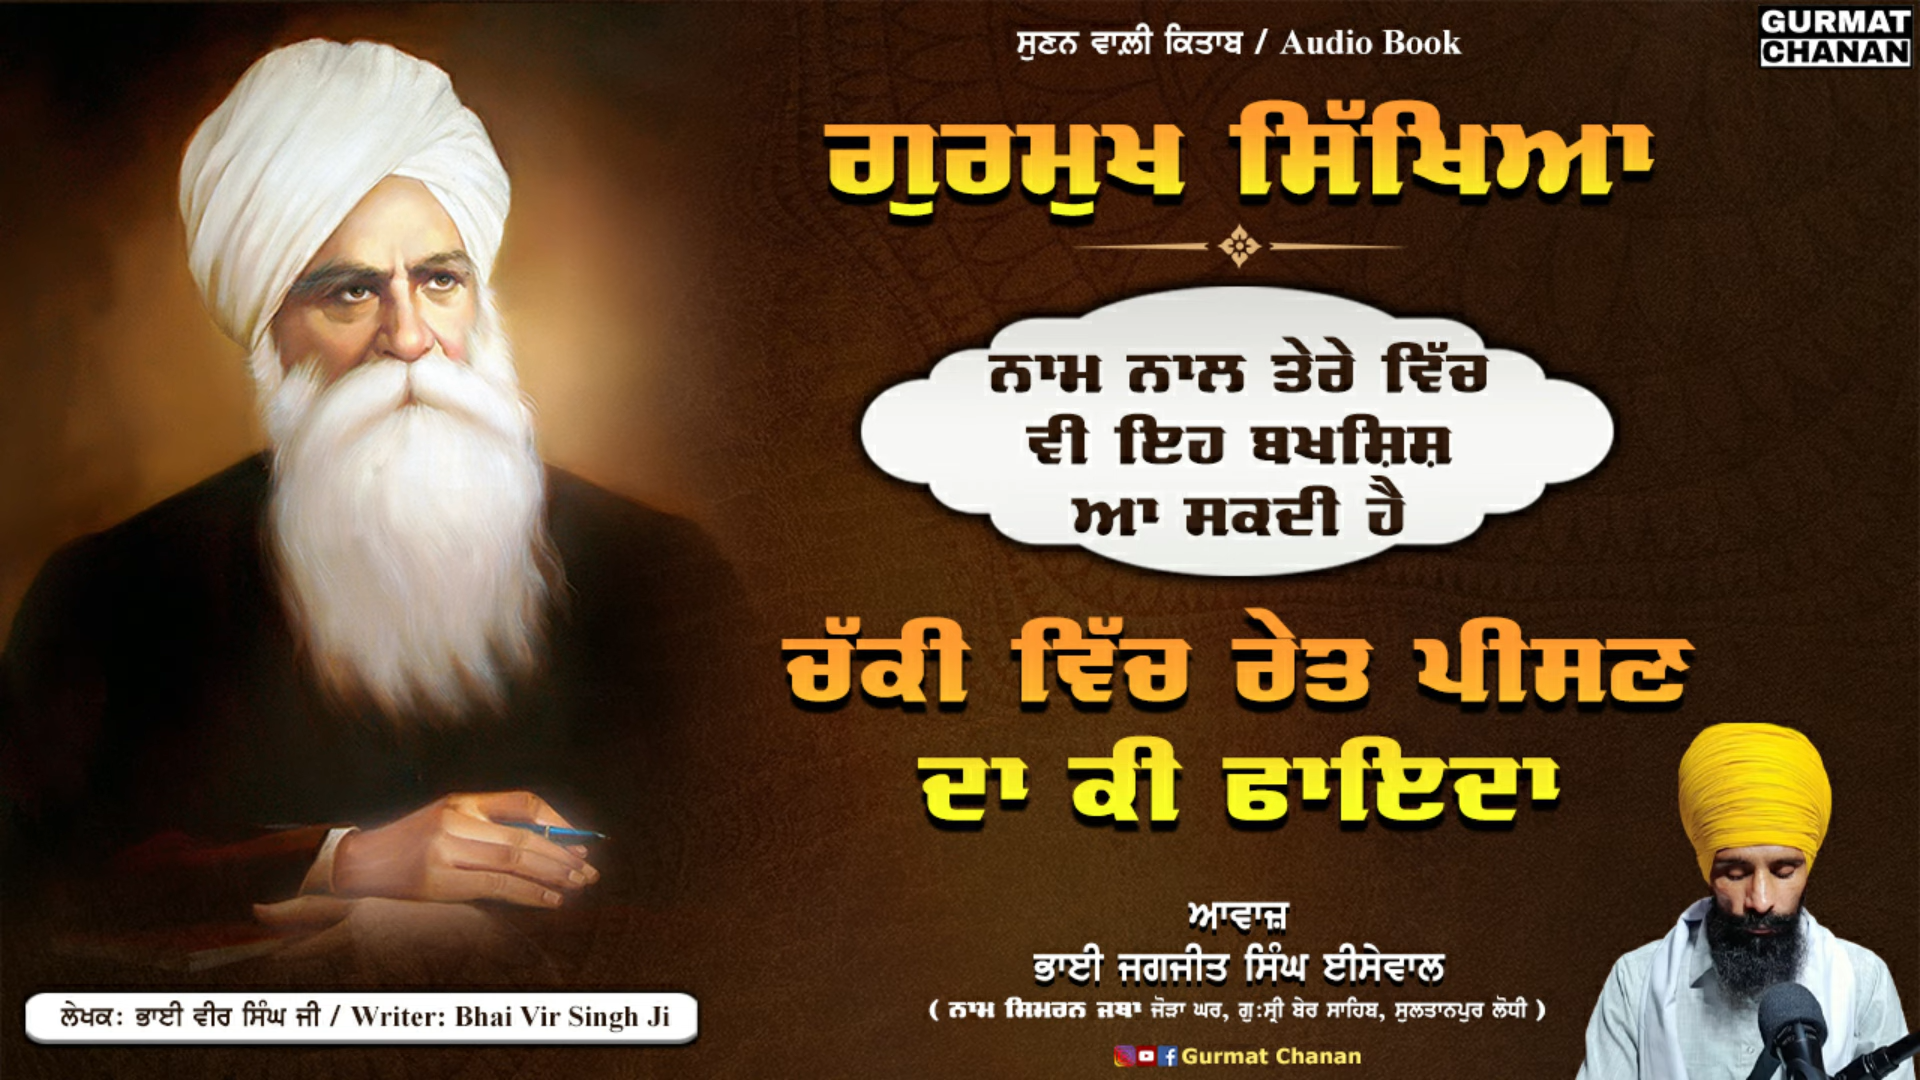 ਸੁਣਨ ਵਾਲੀ ਕਿਤਾਬ / Audio Book
GURMAT
CHANAN
ਗੁਰਮੁਖ ਸਿੱਖਿਆ
ਨਾਮ ਨਾਲ ਤੇਰੇ ਵਿੱਚ
ਵੀ ਇਹ ਬਖਸ਼ਿਸ਼
ਆ ਸਕਦੀ ਹੈ
ਚੱਕੀ ਵਿੱਚ ਰੇਤ ਪੀਸਣ
ਦਾ ਕੀ ਫਾਇਦਾ
ਆਵਾਜ਼
ਭਾਈ ਜਗਜੀਤ ਸਿੰਘ ਈਸੇਵਾਲ
( ਨਾਮ ਸਿਮਰਨ ਜਥਾ ਜੋੜਾ ਘਰ, ਗੁ:ਸ੍ਰੀ ਬੇਰ ਸਾਹਿਬ, ਸੁਲਤਾਨਪੁਰ ਲੋਧੀ )
Gurmat Chanan
ਲੇਖਕ: ਭਾਈ ਵੀਰ ਸਿੰਘ ਜੀ / Writer: Bhai Vir Singh Ji